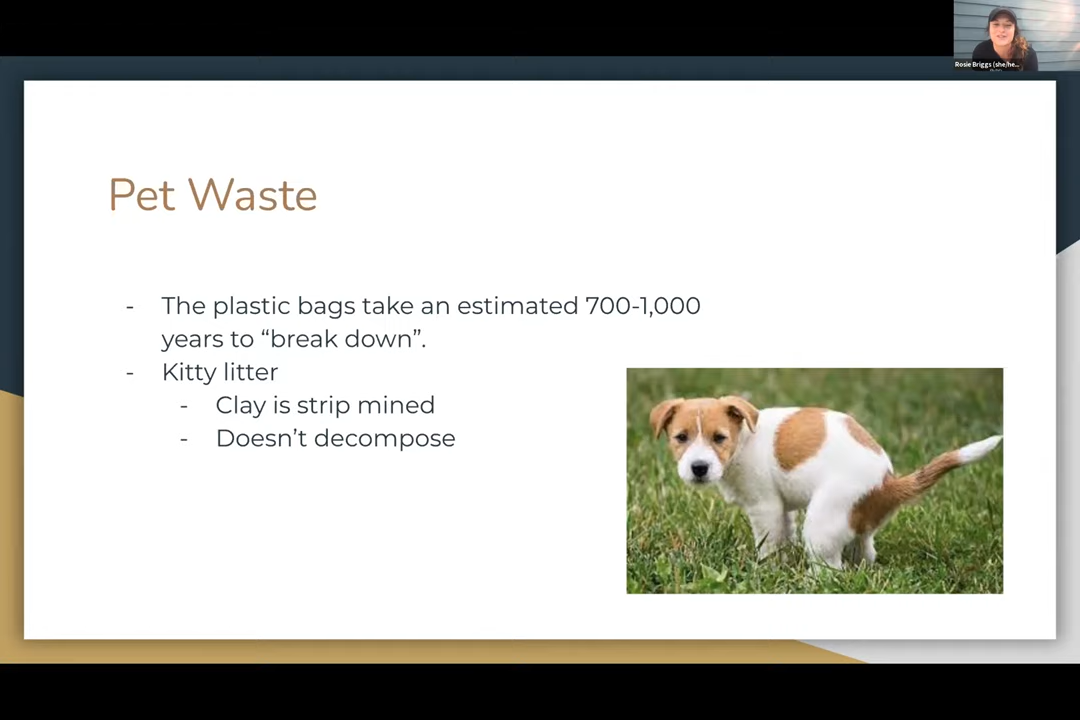 Rosie Briggs (she/he...
Pet Waste
- The plastic bags take an estimated 700-1,000
years to “break down”.
- Kitty litter
- Clay is strip mined
- Doesn’t decompose